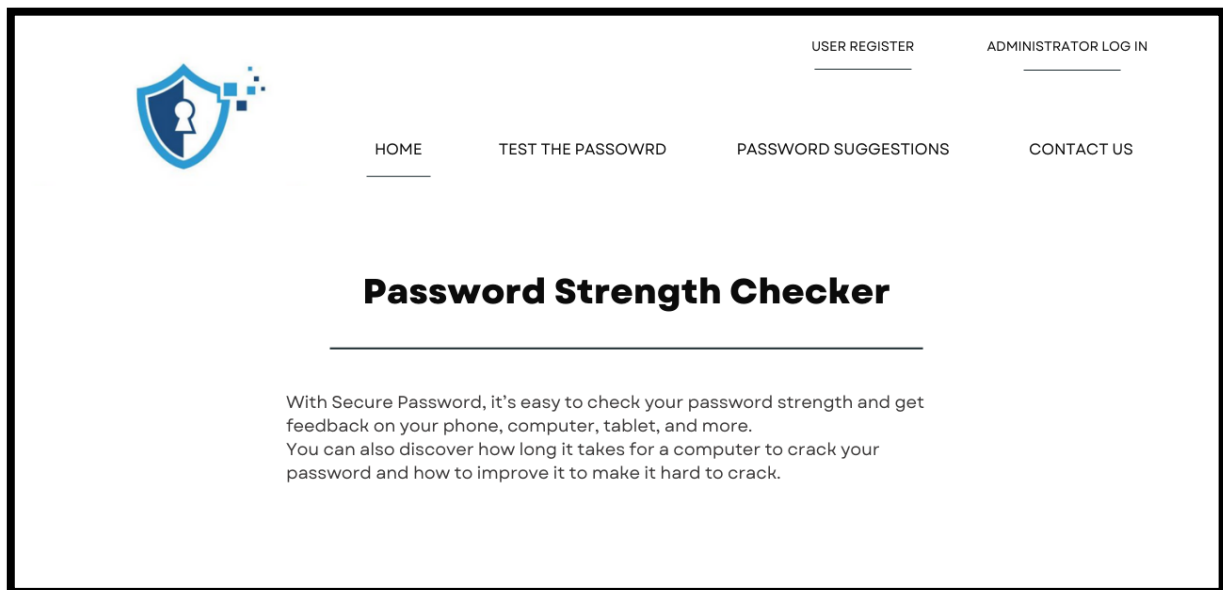 USER REGISTER
ADMINISTRATOR LOG IN
HOME
TEST THE PASSOWRD
PASSWORD SUGGESTIONS
CONTACT US
Password Strength Checker
With Secure Password, it’s easy to check your password strength and get
feedback on your phone, computer, tablet, and more.
You can also discover how long it takes for a computer to crack your
password and how to improve it to make it hard to crack.